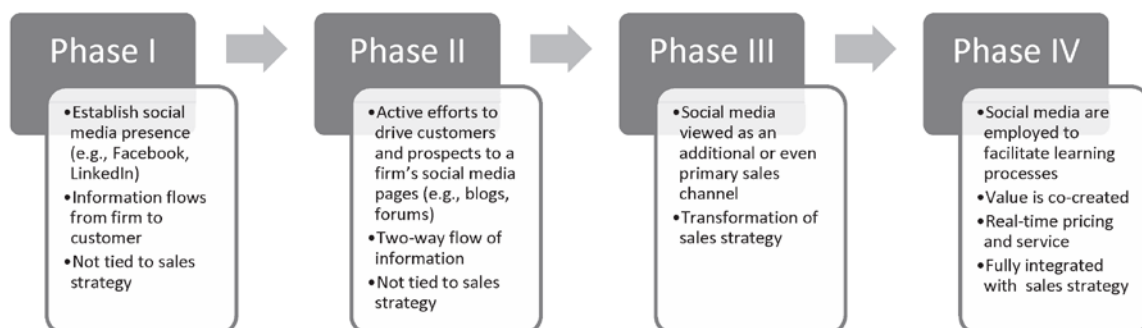 Phase I
•Establish social
media presence
(e.g., Facebook,
LinkedIn)
•Information flows
from firm to
customer
•Not tied to sales
strategy
Phase II
•Active efforts to
drive customers
and prospects to a
firm's social media
pages (e.g., blogs,
forums)
•Two-way flow of
information
•Not tied to sales
strategy
Phase III
•Social media
viewed as an
additional or even
primary sales
channel
•Transformation of
sales strategy
Phase IV
•Social media are
employed to
facilitate learning
processes
•Value is co-created
•Real-time pricing
and service
•Fully integrated
with sales strategy